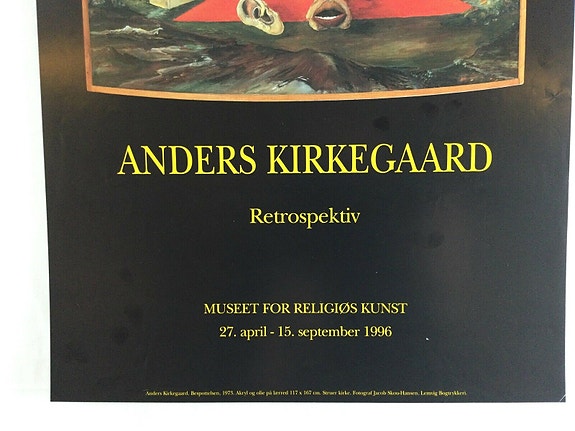 ANDERS KIRKEGAARD
Retrospektiv
MUSEET FOR RELIGIØS KUNST
27. april - 15. september 1996
Anders Kirkegaard. Bespottelsen. 1973. Akryl og olie på lærred 117 x 167 cm. Struer kirke. Fotograf Jacob Skou-Hansen. Lemvig Bogtrykkeri.